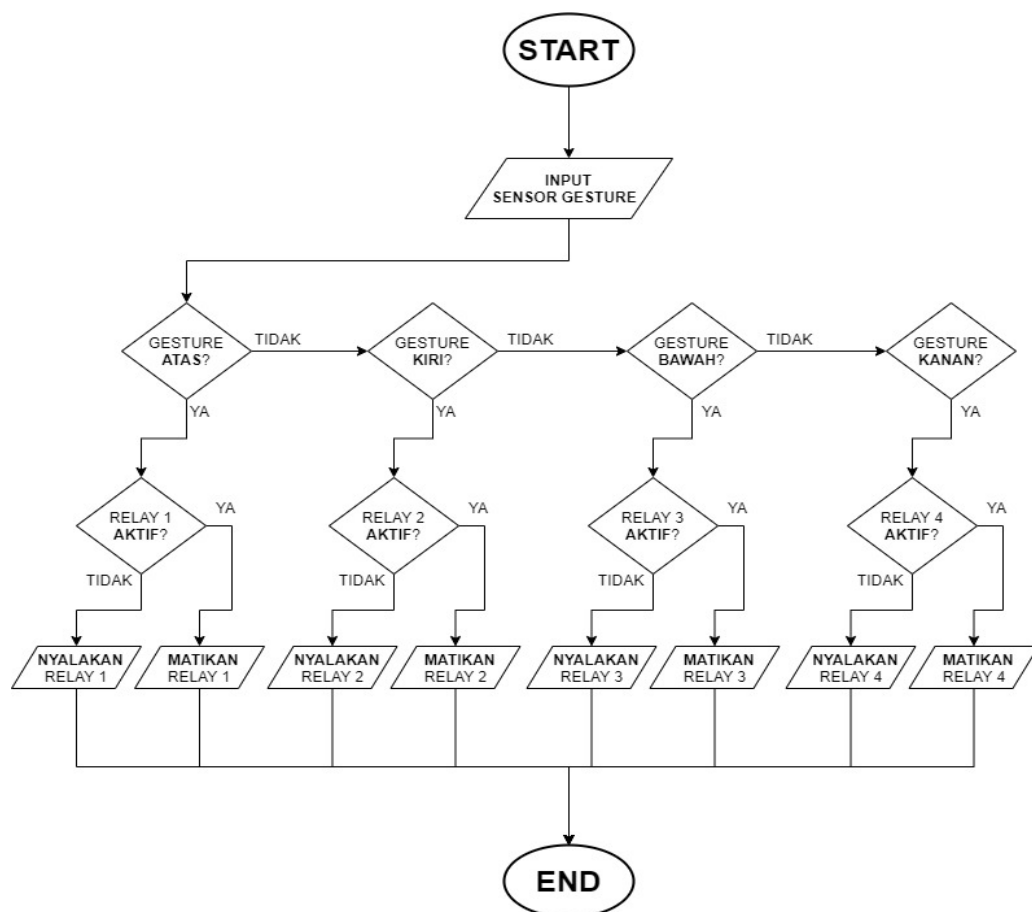 START
INPUT
SENSOR GESTURE
GESTURE
ATAS?
TIDAK
GESTURE
KIRI?
TIDAK
GESTURE
BAWAH?
TIDAK
GESTURE
KANAN?
YA
YA
YA
YA
RELAY 1
AKTIF?
YA
RELAY 2
AKTIF?
YA
RELAY 3
AKTIF?
YA
RELAY 4
AKTIF?
YA
TIDAK
TIDAK
TIDAK
TIDAK
NYALAKAN
RELAY 1
MATIKAN
RELAY 1
NYALAKAN
RELAY 2
MATIKAN
RELAY 2
NYALAKAN
RELAY 3
MATIKAN
RELAY 3
NYALAKAN
RELAY 4
MATIKAN
RELAY 4
END